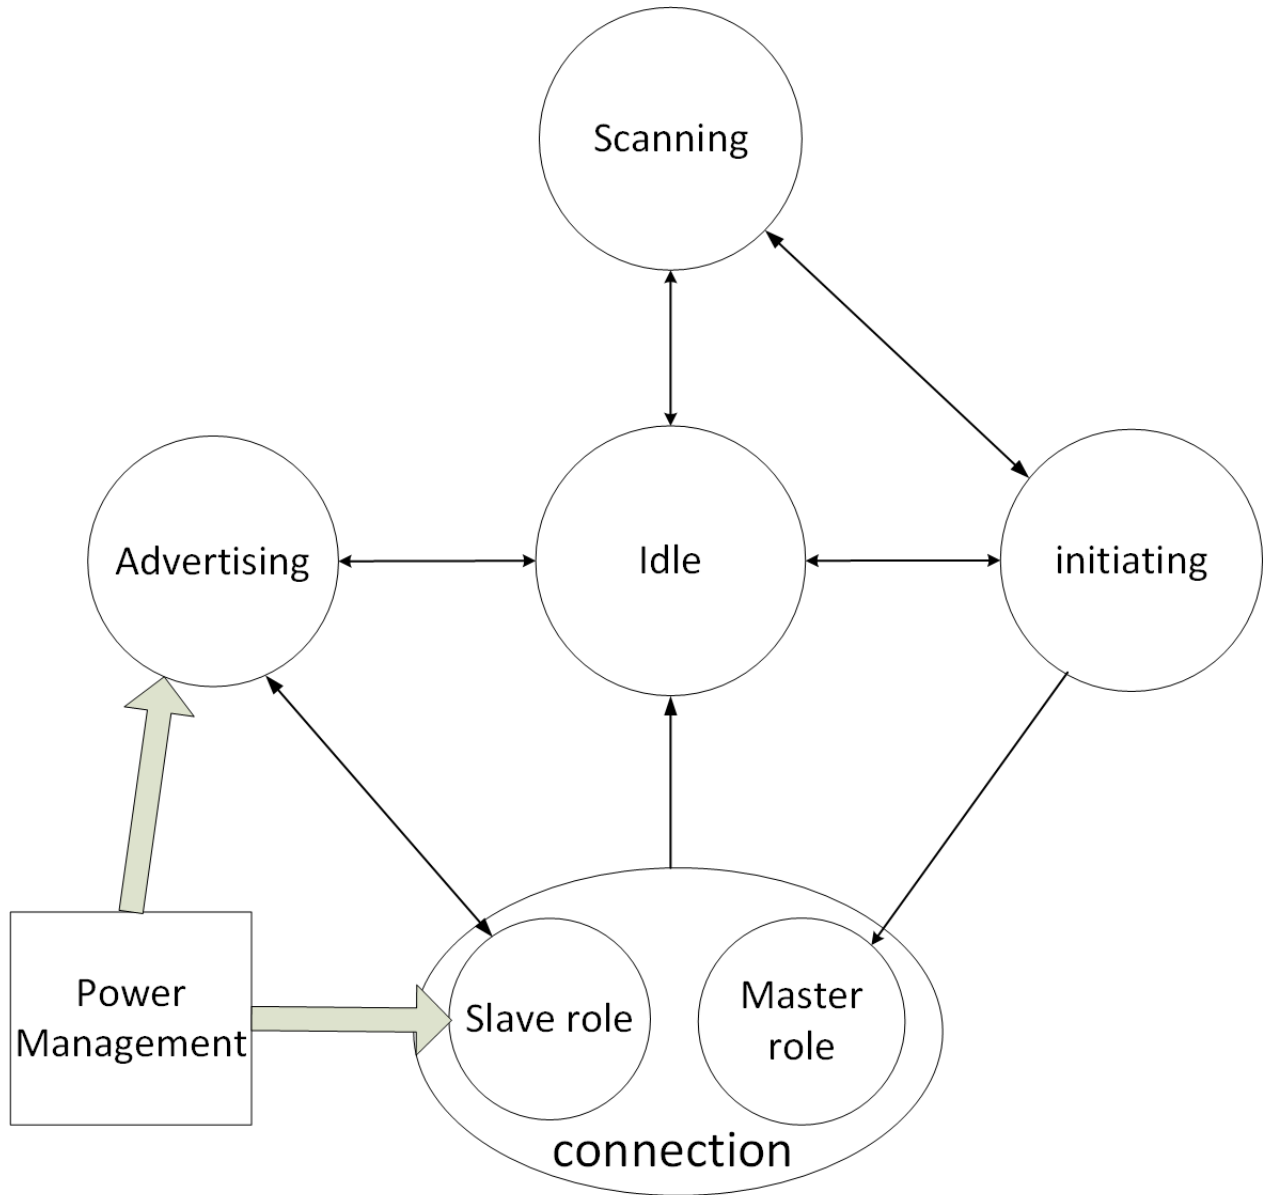 Scanning
Advertising
Idle
initiating
Power
Management
Slave role
Master
role
connection